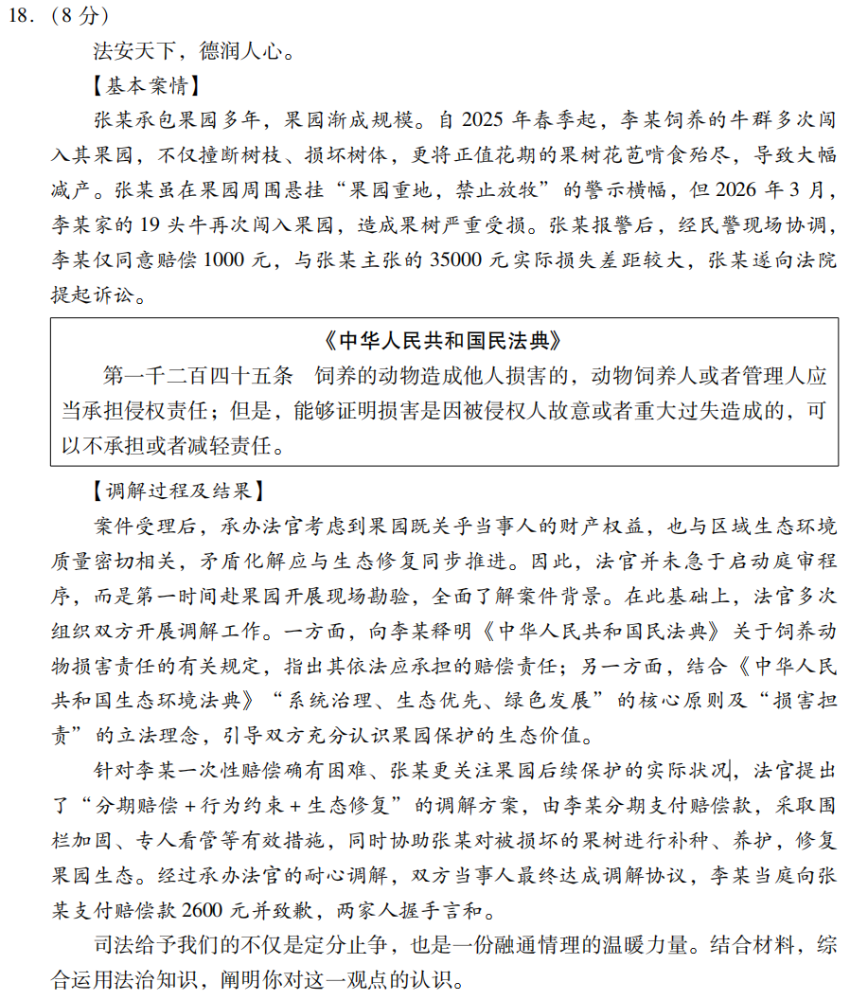 18.（8 分）
法安天下，德润人心。
【基本案情】
张某承包果园多年，果园渐成规模。自 2025 年春季起，李某饲养的牛群多次闯
入其果园，不仅撞断树枝、损坏树体，更将正值花期的果树花苞啃食殆尽，导致大幅
减产。张某虽在果园周围悬挂“果园重地，禁止放牧”的警示横幅，但 2026 年 3 月，
李某家的 19 头牛再次闯入果园，造成果树严重受损。张某报警后，经民警现场协调，
李某仅同意赔偿 1000 元，与张某主张的 35000 元实际损失差距较大，张某遂向法院
提起诉讼。
《中华人民共和国民法典》
第一千二百四十五条　饲养的动物造成他人损害的，动物饲养人或者管理人应
当承担侵权责任；但是，能够证明损害是因被侵权人故意或者重大过失造成的，可
以不承担或者减轻责任。
【调解过程及结果】
案件受理后，承办法官考虑到果园既关乎当事人的财产权益，也与区域生态环境
质量密切相关，矛盾化解应与生态修复同步推进。因此，法官并未急于启动庭审程
序，而是第一时间赴果园开展现场勘验，全面了解案件背景。在此基础上，法官多次
组织双方开展调解工作。一方面，向李某释明《中华人民共和国民法典》关于饲养动
物损害责任的有关规定，指出其依法应承担的赔偿责任；另一方面，结合《中华人民
共和国生态环境法典》“系统治理、生态优先、绿色发展”的核心原则及“损害担
责”的立法理念，引导双方充分认识果园保护的生态价值。
针对李某一次性赔偿确有困难、张某更关注果园后续保护的实际状况，法官提出
了“分期赔偿+行为约束+生态修复”的调解方案，由李某分期支付赔偿款，采取围
栏加固、专人看管等有效措施，同时协助张某对被损坏的果树进行补种、养护，修复
果园生态。经过承办法官的耐心调解，双方当事人最终达成调解协议，李某当庭向张
某支付赔偿款 2600 元并致歉，两家人握手言和。
司法给予我们的不仅是定分止争，也是一份融通情理的温暖力量。结合材料，综
合运用法治知识，阐明你对这一观点的认识。